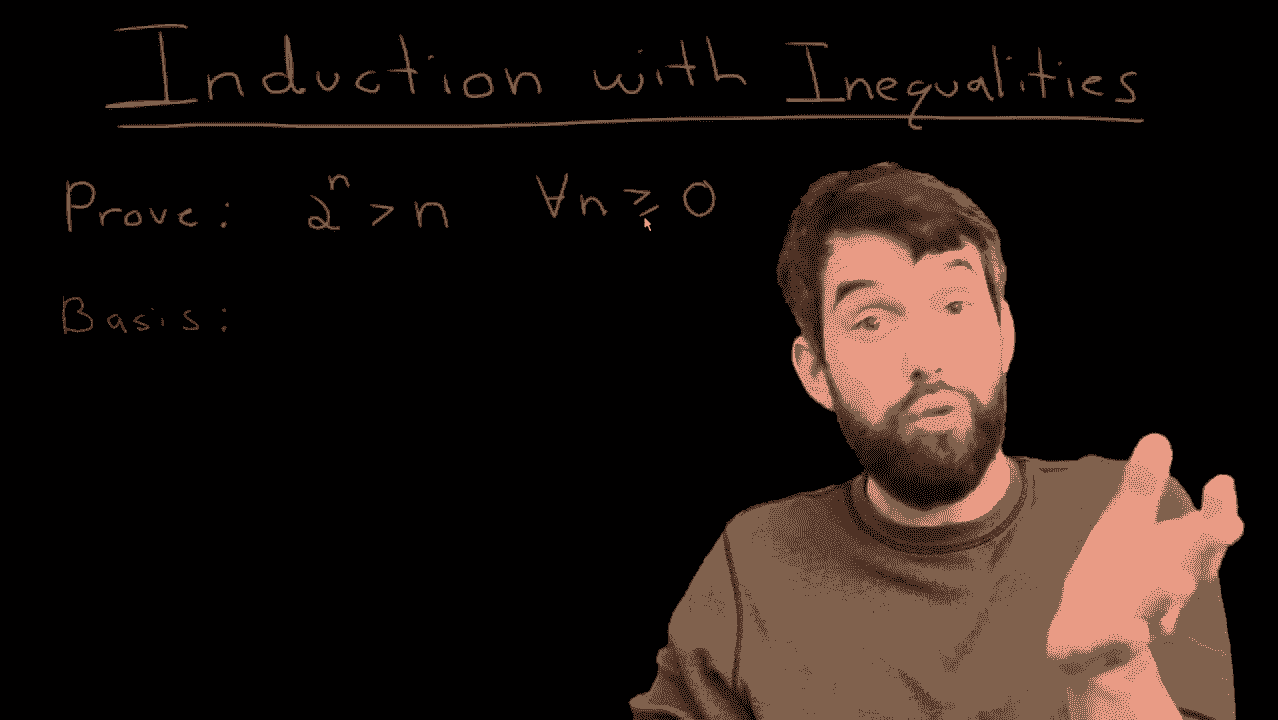 Induction with Inequalities
Prove: 2ⁿ > n ∀n ≥ 0
Basis: